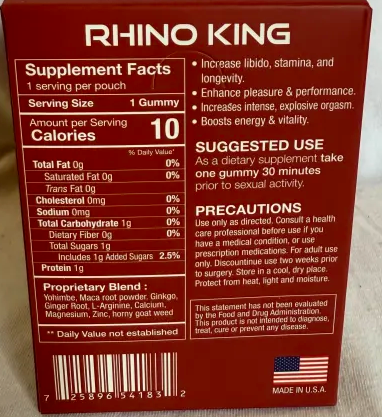 RHINO KING
Supplement Facts
1 serving per pouch
Serving Size 1 Gummy
Amount per Serving
Calories 10
% Daily Value*
Total Fat 0g 0%
Saturated Fat 0g 0%
Trans Fat 0g
Cholesterol 0mg 0%
Sodium 0mg 0%
Total Carbohydrate 1g 0%
Dietary Fiber 0g 0%
Total Sugars 1g
Includes 1g Added Sugars 2.5%
Protein 1g
Proprietary Blend :
Yohimbe, Maca root powder, Ginkgo,
Ginger Root, L-Arginine, Calcium,
Magnesium, Zinc, horny goat weed
** Daily Value not established
• Increase libido, stamina, and
longevity.
• Enhance pleasure & performance.
• Increases intense, explosive orgasm.
• Boosts energy & vitality.
SUGGESTED USE
As a dietary supplement take
one gummy 30 minutes
prior to sexual activity.
PRECAUTIONS
Use only as directed. Consult a health
care professional before use if you
have a medical condition, or use
prescription medications. For adult use
only. Discontinue use two weeks prior
to surgery. Store in a cool, dry place.
Protect from heat, light and moisture.
This statement has not been evaluated
by the Food and Drug Administration.
This product is not intended to diagnose,
treat, cure or prevent any disease.
7 25896 54183 2
MADE IN U.S.A.